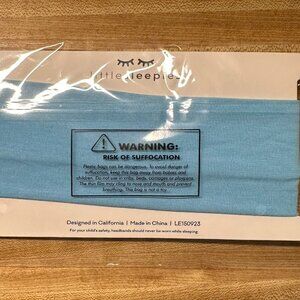 little sleepies
WARNING:
RISK OF SUFFOCATION
Plastic bags can be dangerous. To avoid danger of
suffocation, keep this bag away from babies and
children. Do not use in cribs, beds, carriages or playpens.
The thin film may cling to nose and mouth and prevent
breathing. This bag is not a toy.
Designed in California | Made in China | LE150923
For your child's safety, headbands should never be worn while sleeping.